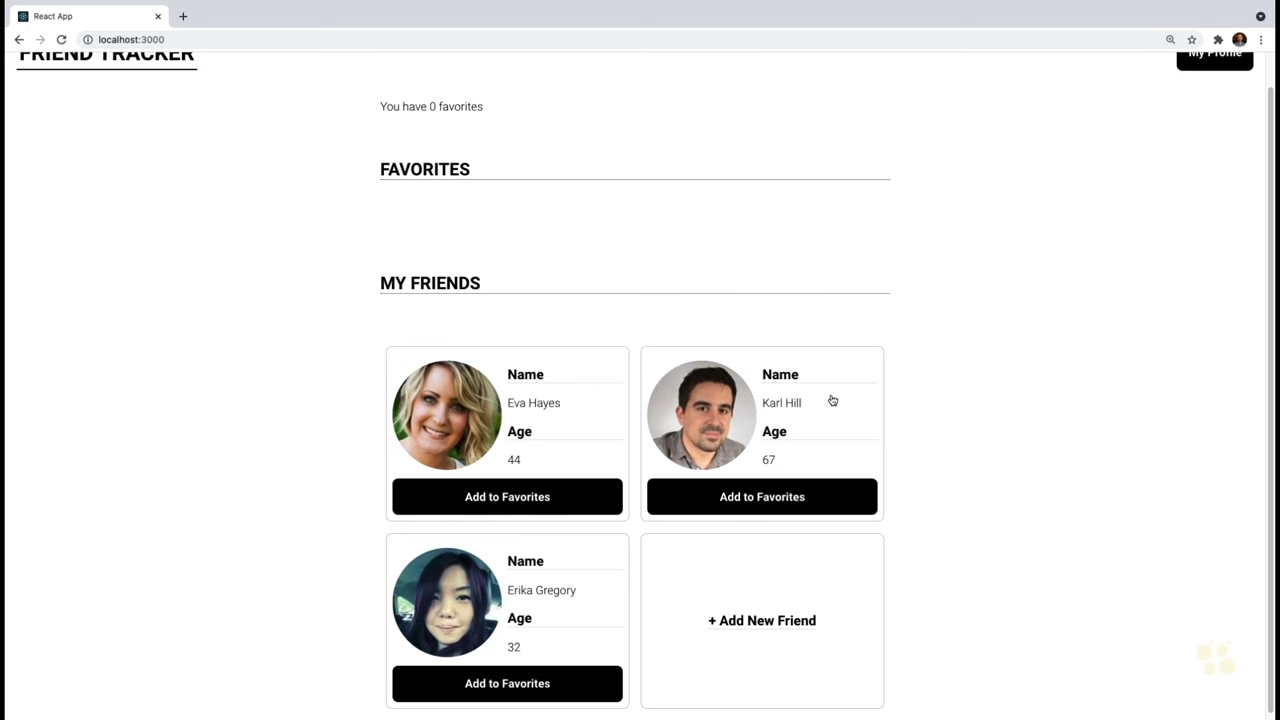 React App
localhost:3000
FRIEND TRACKER
My Profile
You have 0 favorites
FAVORITES
MY FRIENDS
Name
Eva Hayes
Age
44
Add to Favorites
Name
Karl Hill
Age
67
Add to Favorites
Name
Erika Gregory
Age
32
Add to Favorites
+ Add New Friend